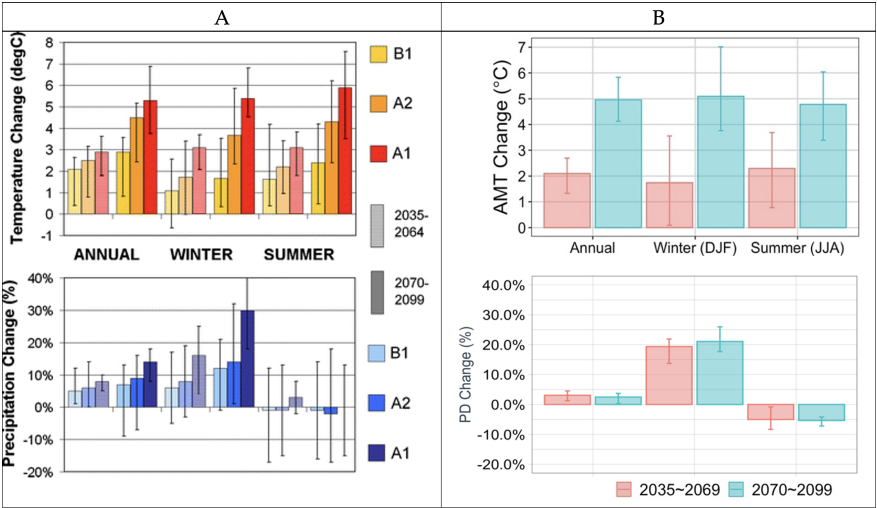 A
B
Temperature Change (degC)
8
7
6
5
4
3
2
1
0
-1
ANNUAL WINTER SUMMER
B1
A2
A1
2035-
2064
2070-
2099
Precipitation Change (%)
40%
30%
20%
10%
0%
-10%
-20%
B1
A2
A1
AMT Change (°C)
7
6
5
4
3
2
1
0
Annual Winter (DJF) Summer (JJA)
PD Change (%)
40.0%
30.0%
20.0%
10.0%
0.0%
-10.0%
-20.0%
2035~2069 2070~2099